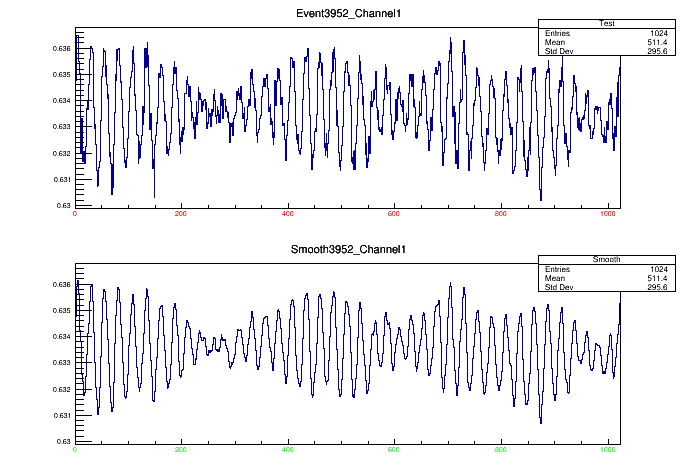 Event3952_Channel1
Test
Entries 1024
Mean 511.4
Std Dev 295.6
0.636
0.635
0.634
0.633
0.632
0.631
0.63
0 200 400 600 800 1000
Smooth3952_Channel1
Smooth
Entries 1024
Mean 511.4
Std Dev 295.6
0.636
0.635
0.634
0.633
0.632
0.631
0.63
0 200 400 600 800 1000